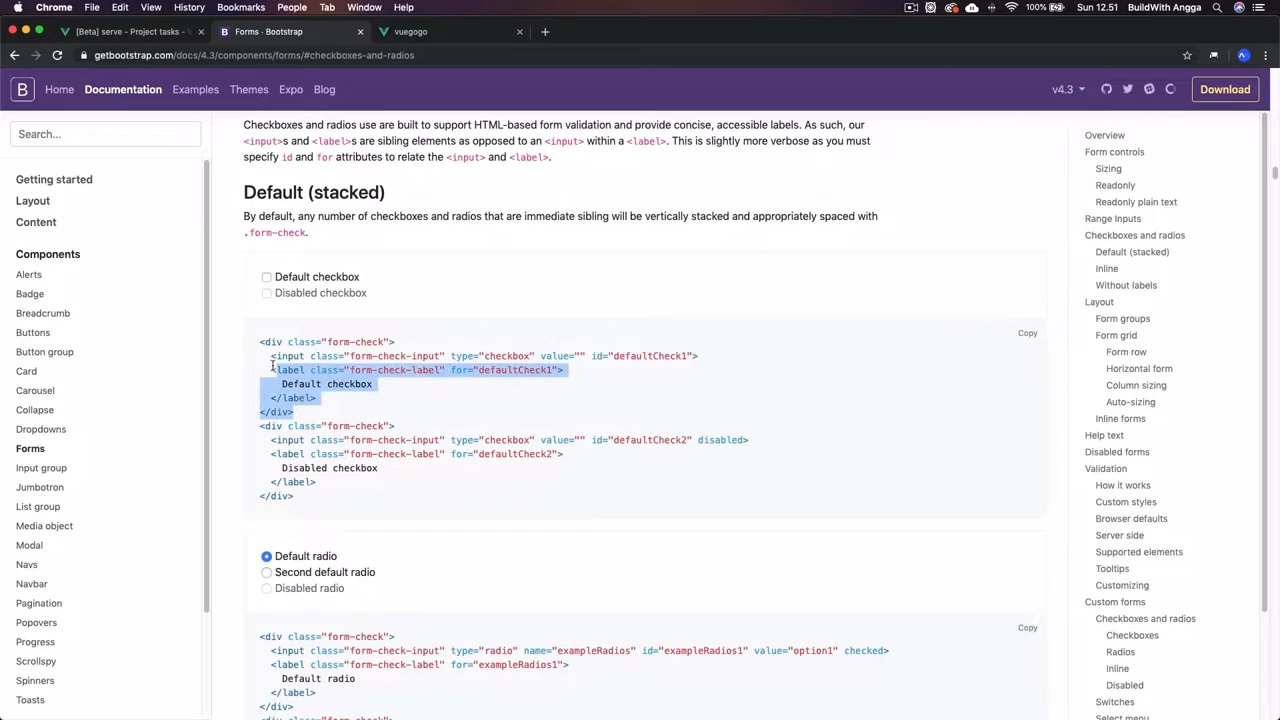 Chrome File Edit View History Bookmarks People Tab Window Help 100% Sun 12.51 BuildWith Angga
[Beta] serve - Project tasks - v Forms · Bootstrap vuegogo
getbootstrap.com/docs/4.3/components/forms/#checkboxes-and-radios
B Home Documentation Examples Themes Expo Blog v4.3 Download
Search...
Getting started
Layout
Content
Components
Alerts
Badge
Breadcrumb
Buttons
Button group
Card
Carousel
Collapse
Dropdowns
Forms
Input group
Jumbotron
List group
Media object
Modal
Navs
Navbar
Pagination
Popovers
Progress
Scrollspy
Spinners
Toasts
Checkboxes and radios use are built to support HTML-based form validation and provide concise, accessible labels. As such, our
<input>s and <label>s are sibling elements as opposed to an <input> within a <label>. This is slightly more verbose as you must
specify id and for attributes to relate the <input> and <label>.
Default (stacked)
By default, any number of checkboxes and radios that are immediate sibling will be vertically stacked and appropriately spaced with
.form-check.
Default checkbox
Disabled checkbox
Copy
<div class="form-check">
<input class="form-check-input" type="checkbox" value="" id="defaultCheck1">
<label class="form-check-label" for="defaultCheck1">
Default checkbox
</label>
</div>
<div class="form-check">
<input class="form-check-input" type="checkbox" value="" id="defaultCheck2" disabled>
<label class="form-check-label" for="defaultCheck2">
Disabled checkbox
</label>
</div>
Default radio
Second default radio
Disabled radio
Copy
<div class="form-check">
<input class="form-check-input" type="radio" name="exampleRadios" id="exampleRadios1" value="option1" checked>
<label class="form-check-label" for="exampleRadios1">
Default radio
</label>
</div>
Overview
Form controls
Sizing
Readonly
Readonly plain text
Range Inputs
Checkboxes and radios
Default (stacked)
Inline
Without labels
Layout
Form groups
Form grid
Form row
Horizontal form
Column sizing
Auto-sizing
Inline forms
Help text
Disabled forms
Validation
How it works
Custom styles
Browser defaults
Server side
Supported elements
Tooltips
Customizing
Custom forms
Checkboxes and radios
Checkboxes
Radios
Inline
Disabled
Switches
Select menu